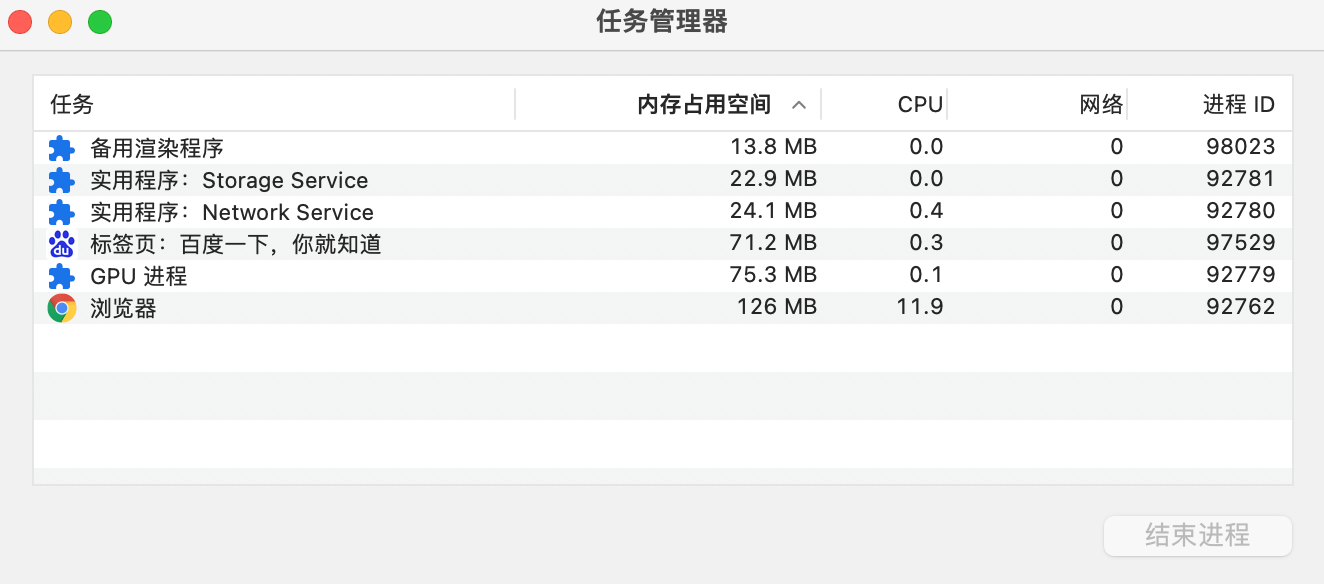 任务管理器
任务 内存占用空间 CPU 网络 进程 ID
备用渲染程序 13.8 MB 0.0 0 98023
实用程序：Storage Service 22.9 MB 0.0 0 92781
实用程序：Network Service 24.1 MB 0.4 0 92780
du 标签页：百度一下，你就知道 71.2 MB 0.3 0 97529
GPU 进程 75.3 MB 0.1 0 92779
浏览器 126 MB 11.9 0 92762
结束进程